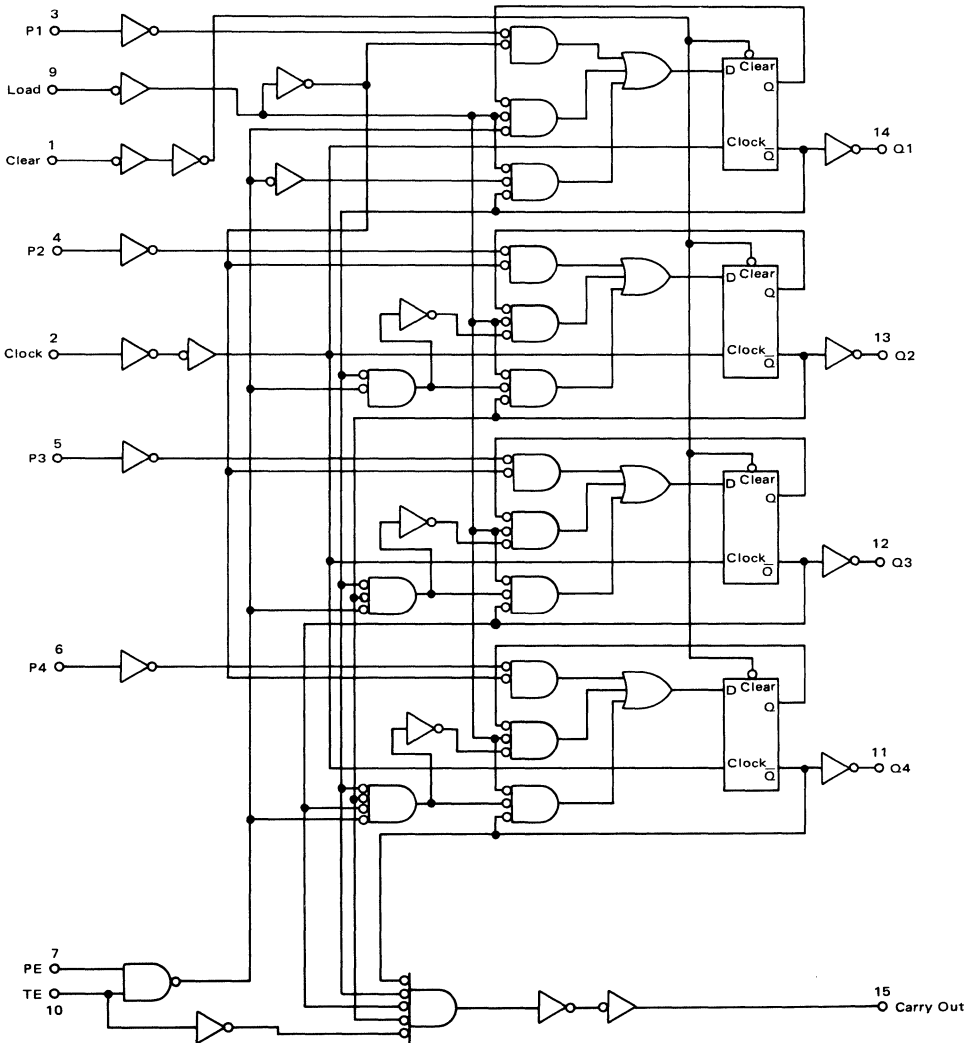 3
P1
9
Load
1
Clear
D Clear
Q
Clock
Q
14
Q1
4
P2
D Clear
Q
2
Clock
Clock
Q
13
Q2
5
P3
D Clear
Q
Clock
Q
12
Q3
6
P4
D Clear
Q
Clock
Q
11
Q4
7
PE
TE
10
15
Carry Out